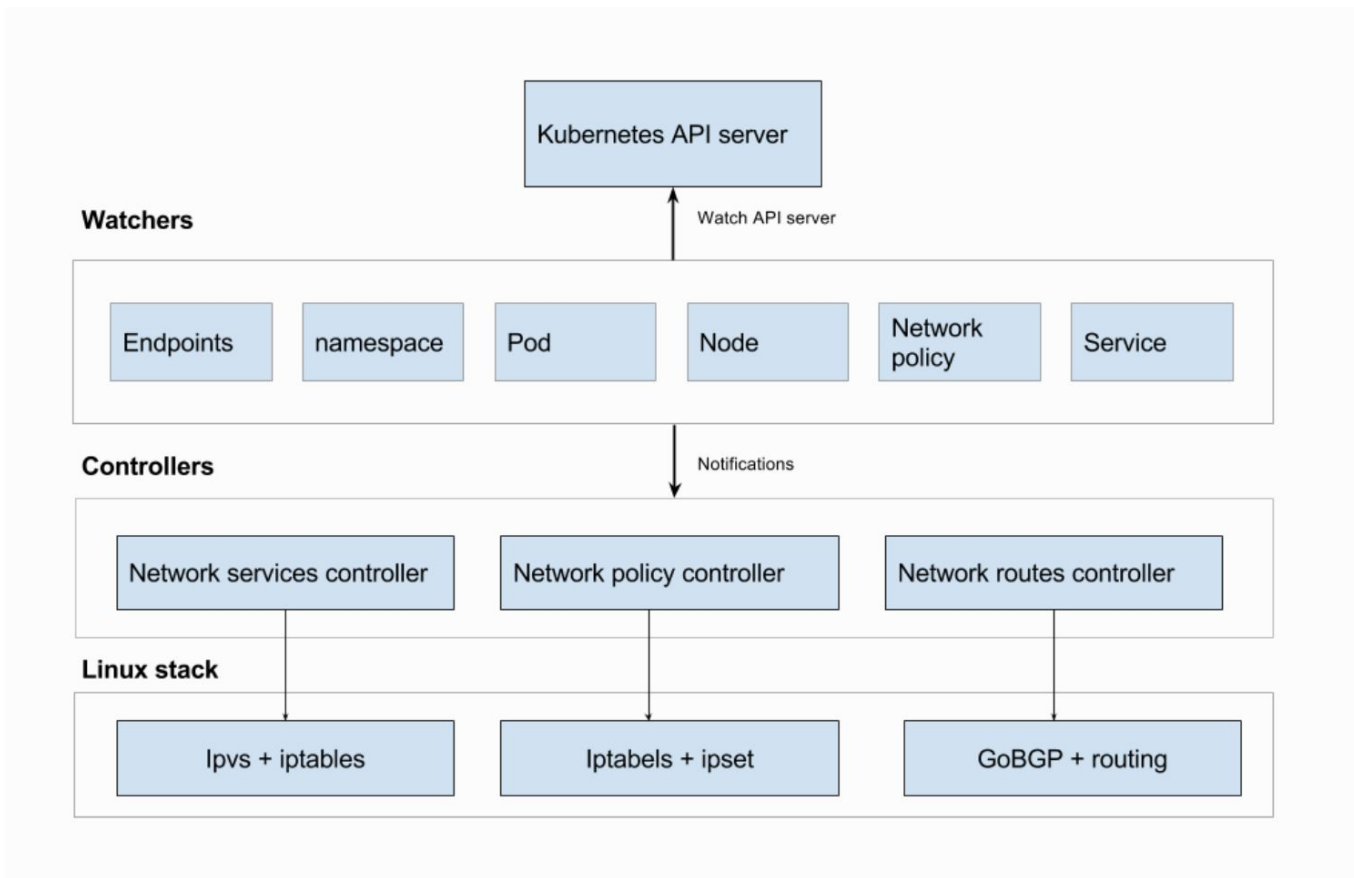 Kubernetes API server
Watchers
Watch API server
Endpoints
namespace
Pod
Node
Network
policy
Service
Controllers
Notifications
Network services controller
Network policy controller
Network routes controller
Linux stack
Ipvs + iptables
Iptabels + ipset
GoBGP + routing